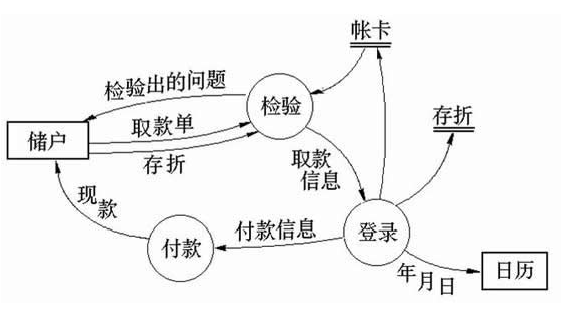 帐卡
检验出的问题
检验
存折
储户
取款单
存折
取款
信息
现
款
付款
付款信息
登录
年月日
日历